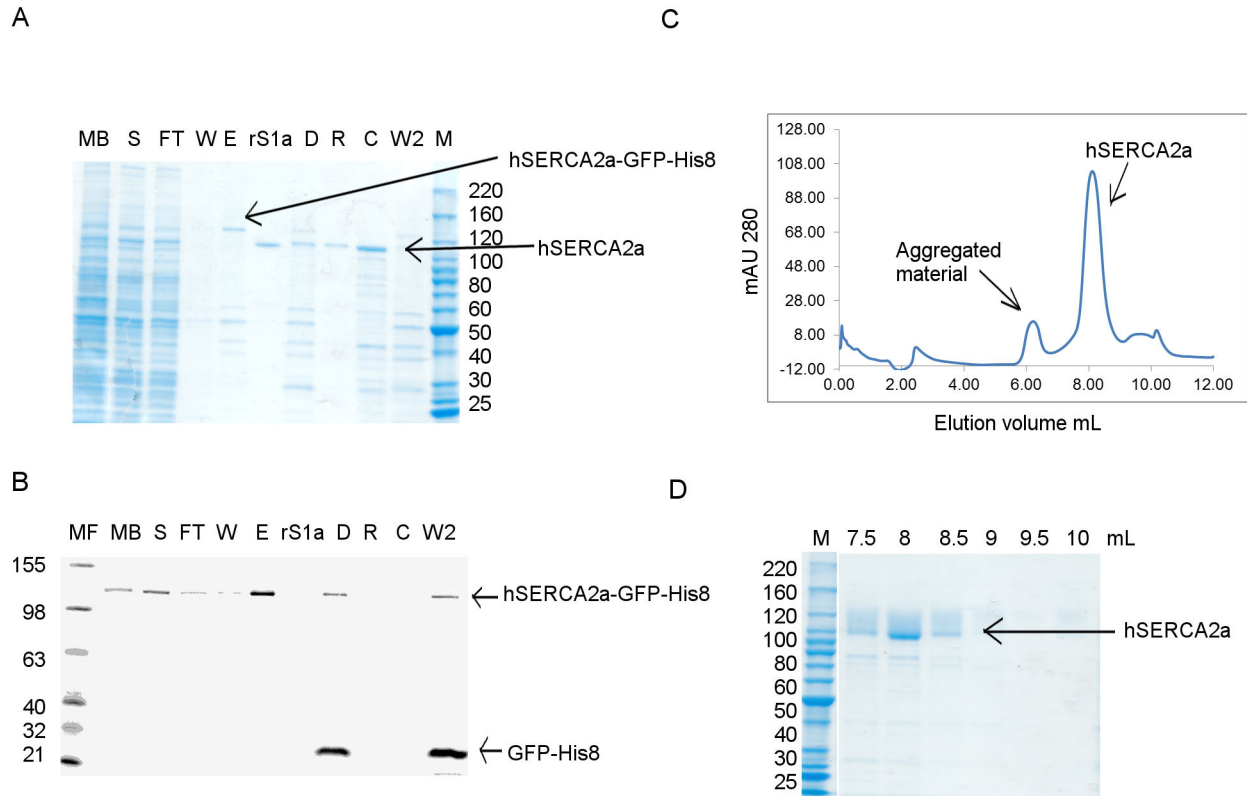 A
MB S FT W E rS1a D R C W2 M
hSERCA2a-GFP-His8
220
160
120
hSERCA2a
100
80
60
50
40
30
25
B
MF MB S FT W E rS1a D R C W2
155
hSERCA2a-GFP-His8
98
63
40
32
21
GFP-His8
C
128.00
108.00
88.00
68.00
48.00
28.00
8.00
-12.00
mAU 280
hSERCA2a
Aggregated
material
0.00 2.00 4.00 6.00 8.00 10.00 12.00
Elution volume mL
D
M 7.5 8 8.5 9 9.5 10 mL
220
160
120
100
hSERCA2a
80
60
50
40
30
25